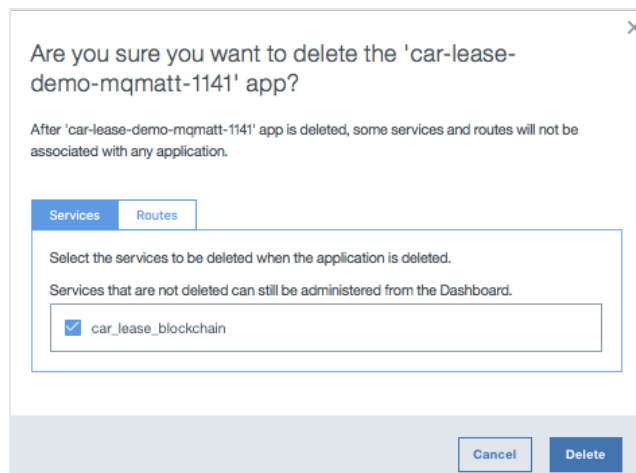 Are you sure you want to delete the 'car-lease-
demo-mqmatt-1141' app?
After 'car-lease-demo-mqmatt-1141' app is deleted, some services and routes will not be
associated with any application.
Services Routes
Select the services to be deleted when the application is deleted.
Services that are not deleted can still be administered from the Dashboard.
car_lease_blockchain
Cancel Delete